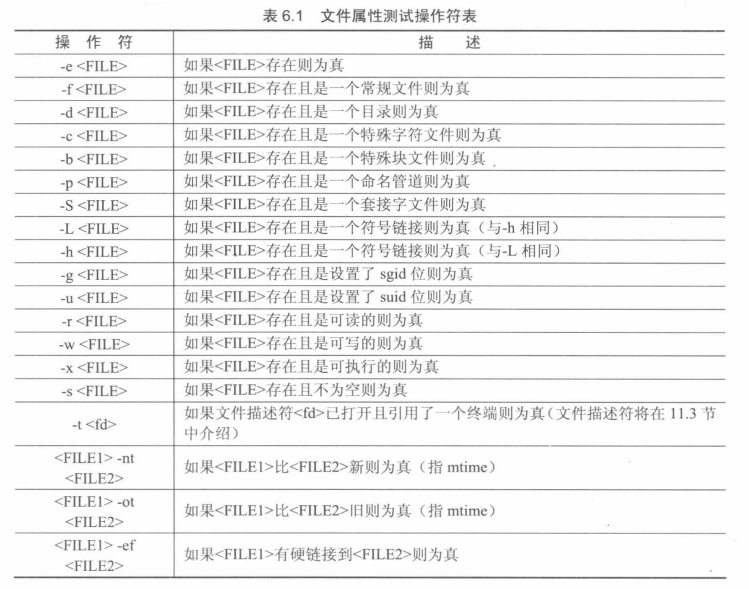 表 6.1 文件属性测试操作符表
操 作 符 描 述
-e <FILE> 如果<FILE>存在则为真
-f <FILE> 如果<FILE>存在且是一个常规文件则为真
-d <FILE> 如果<FILE>存在且是一个目录则为真
-c <FILE> 如果<FILE>存在且是一个特殊字符文件则为真
-b <FILE> 如果<FILE>存在且是一个特殊块文件则为真
-p <FILE> 如果<FILE>存在且是一个命名管道则为真
-S <FILE> 如果<FILE>存在且是一个套接字文件则为真
-L <FILE> 如果<FILE>存在且是一个符号链接则为真（与-h 相同）
-h <FILE> 如果<FILE>存在且是一个符号链接则为真（与-L 相同）
-g <FILE> 如果<FILE>存在且是设置了 sgid 位则为真
-u <FILE> 如果<FILE>存在且是设置了 suid 位则为真
-r <FILE> 如果<FILE>存在且是可读的则为真
-w <FILE> 如果<FILE>存在且是可写的则为真
-x <FILE> 如果<FILE>存在且是可执行的则为真
-s <FILE> 如果<FILE>存在且不为空则为真
-t <fd> 如果文件描述符<fd>已打开且引用了一个终端则为真（文件描述符将在 11.3 节
中介绍）
<FILE1> -nt
<FILE2>
如果<FILE1>比<FILE2>新则为真（指 mtime）
<FILE1> -ot
<FILE2>
如果<FILE1>比<FILE2>旧则为真（指 mtime）
<FILE1> -ef
<FILE2>
如果<FILE1>有硬链接到<FILE2>则为真